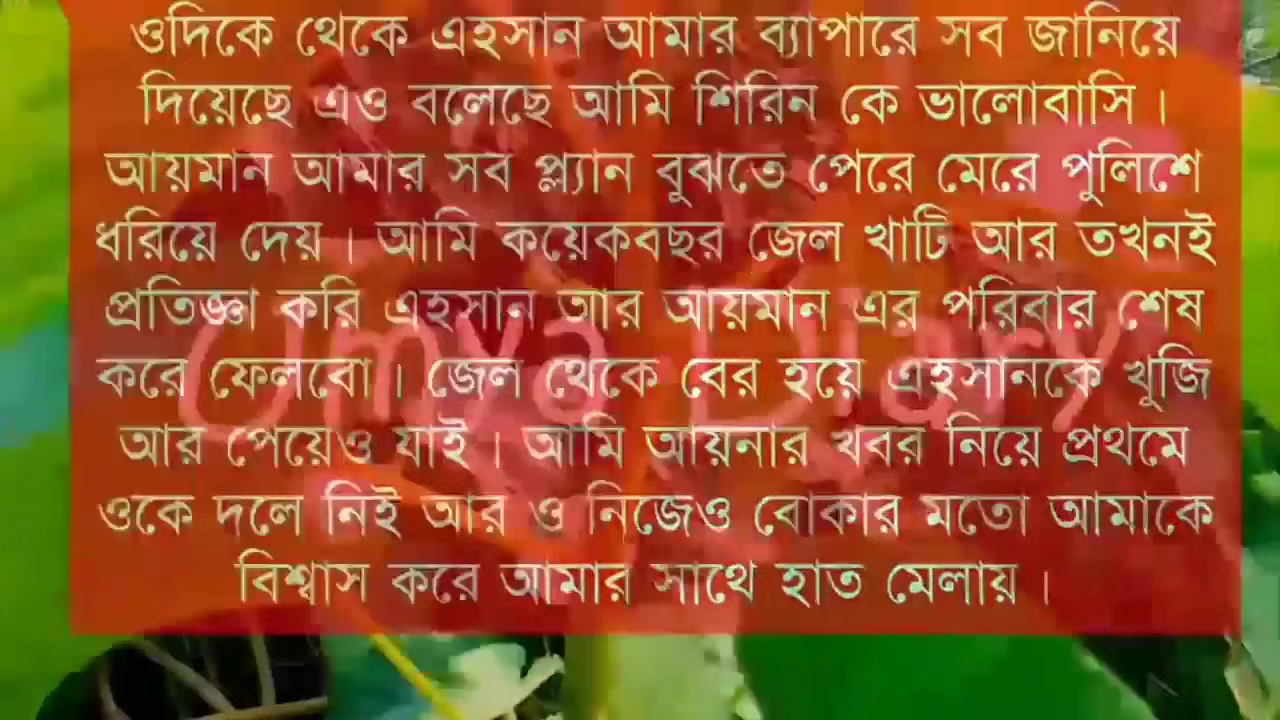 ওদিকে থেকে এহসান আমার ব্যাপারে সব জানিয়ে
দিয়েছে এও বলেছে আমি শিরিন কে ভালোবাসি ।
আয়মান আমার সব প্ল্যান বুঝতে পেরে মেরে পুলিশে
ধরিয়ে দেয় । আমি কয়েকবছর জেল খাটি আর তখনই
প্রতিজ্ঞা করি এহসান আর আয়মান এর পরিবার শেষ
করে ফেলবো । জেল থেকে বের হয়ে এহসানকে খুজি
আর পেয়েও যাই । আমি আয়নার খবর নিয়ে প্রথমে
ওকে দলে নিই আর ও নিজেও বোকার মতো আমাকে
বিশ্বাস করে আমার সাথে হাত মেলায় ।
Umya Diary